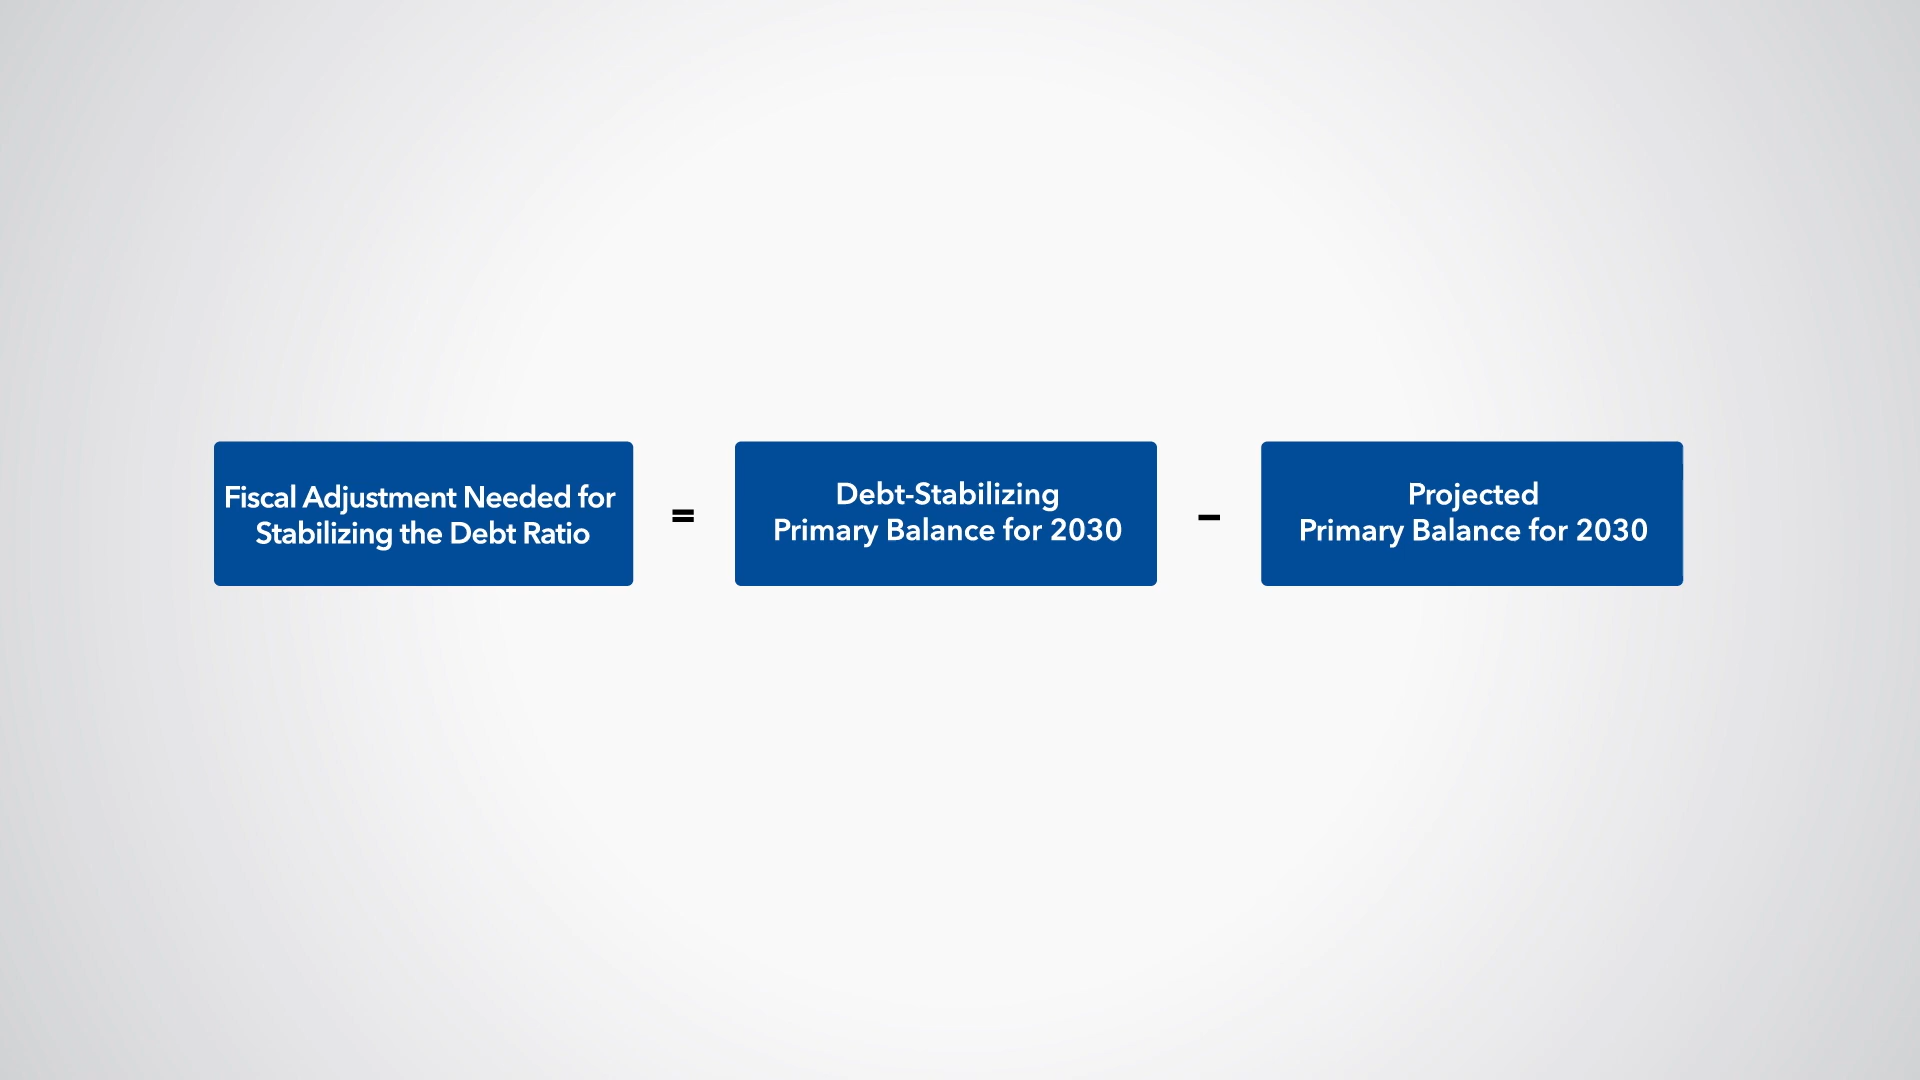 Fiscal Adjustment Needed for
Stabilizing the Debt Ratio
=
Debt-Stabilizing
Primary Balance for 2030
–
Projected
Primary Balance for 2030